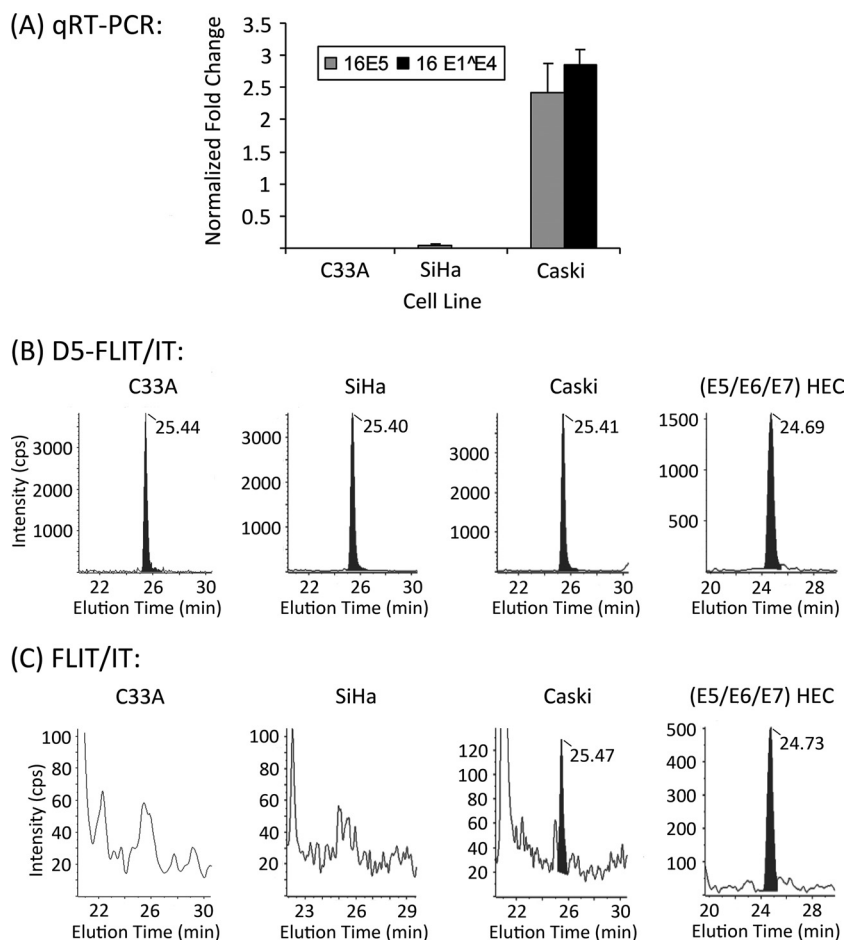 (A) qRT-PCR:
Normalized Fold Change
3.5
3
2.5
2
1.5
1
0.5
16E5 16 E1^E4
C33A SiHa Caski
Cell Line
(B) D5-FLIT/IT:
C33A SiHa Caski (E5/E6/E7) HEC
Intensity (cps)
3000
2000
1000
25.44
22 26 30
Elution Time (min)
3000
2000
1000
25.40
22 26 30
Elution Time (min)
3000
2000
1000
25.41
22 26 30
Elution Time (min)
1500
1000
500
24.69
20 24 28
Elution Time (min)
(C) FLIT/IT:
C33A SiHa Caski (E5/E6/E7) HEC
Intensity (cps)
100
80
60
40
20
22 26 30
Elution Time (min)
100
80
60
40
20
23 26 29
Elution Time (min)
120
100
80
60
40
20
25.47
22 26 30
Elution Time (min)
500
400
300
200
100
24.73
20 24 28
Elution Time (min)